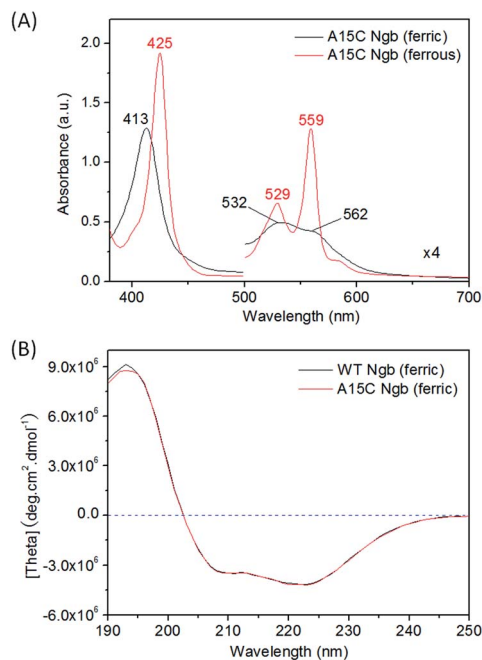 (A)
A15C Ngb (ferric)
A15C Ngb (ferrous)
425
413
559
529
532
562
x4
2.0
1.5
1.0
0.5
0.0
Absorbance (a.u.)
400 500 600 700
Wavelength (nm)
(B)
WT Ngb (ferric)
A15C Ngb (ferric)
9.0x10⁶
6.0x10⁶
3.0x10⁶
0.0
-3.0x10⁶
-6.0x10⁶
[Theta] (deg.cm².dmol⁻¹)
190 200 210 220 230 240 250
Wavelength (nm)